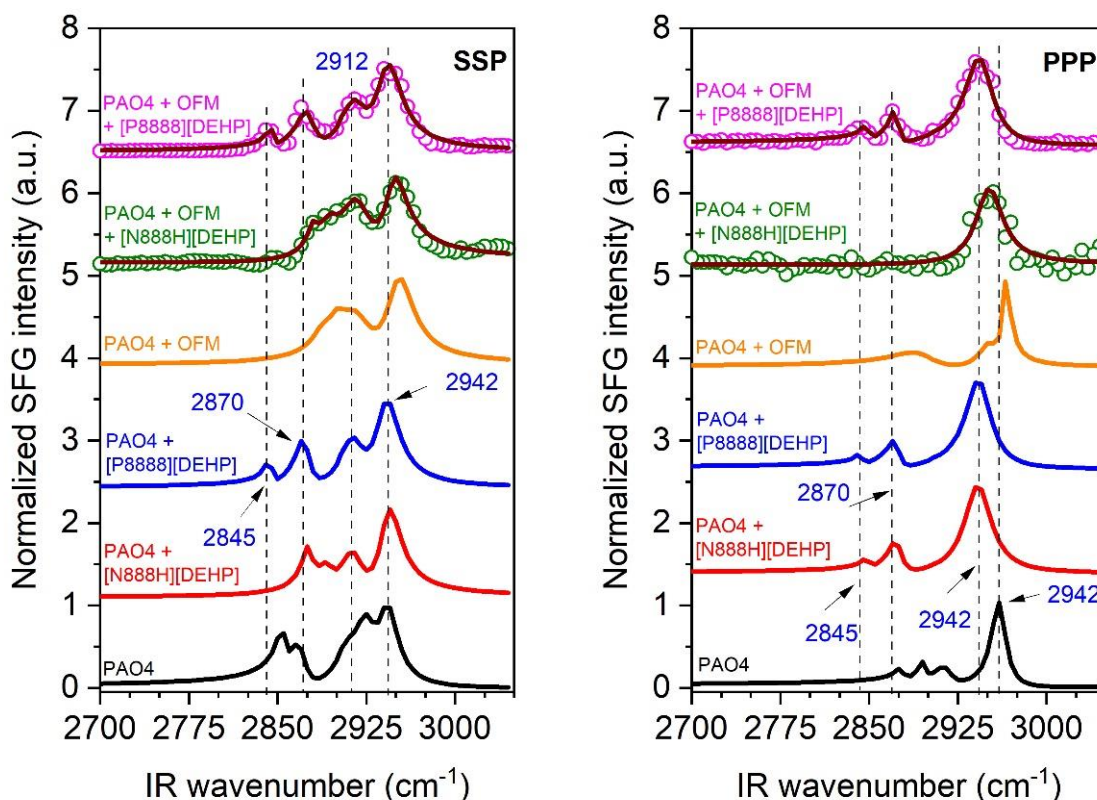 SSP
2912
PAO4 + OFM
+ [P8888][DEHP]
PAO4 + OFM
+ [N888H][DEHP]
PAO4 + OFM
2870
2942
PAO4 +
[P8888][DEHP]
2845
PAO4 +
[N888H][DEHP]
PAO4
Normalized SFG intensity (a.u.)
8
7
6
5
4
3
2
1
0
2700 2775 2850 2925 3000
IR wavenumber (cm⁻¹)
PPP
PAO4 + OFM
+ [P8888][DEHP]
PAO4 + OFM
+ [N888H][DEHP]
PAO4 + OFM
PAO4 +
[P8888][DEHP]
2870
PAO4 +
[N888H][DEHP]
2845
2942
2942
PAO4
Normalized SFG intensity (a.u.)
8
7
6
5
4
3
2
1
0
2700 2775 2850 2925 3000
IR wavenumber (cm⁻¹)